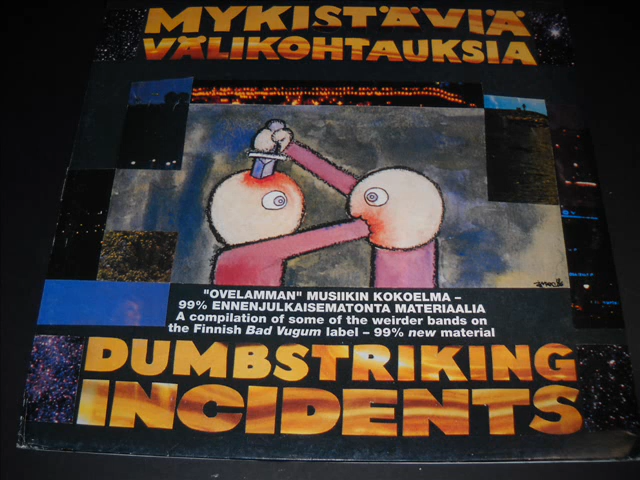 MYKISTÄVIÄ
VÄLIKOHTAUKSIA
"OVELAMMAN" MUSIIKIN KOKOELMA –
99% ENNENJULKAISEMATONTA MATERIAALIA
A compilation of some of the weirder bands on
the Finnish Bad Vugum label – 99% new material
DUMBSTRIKING
INCIDENTS